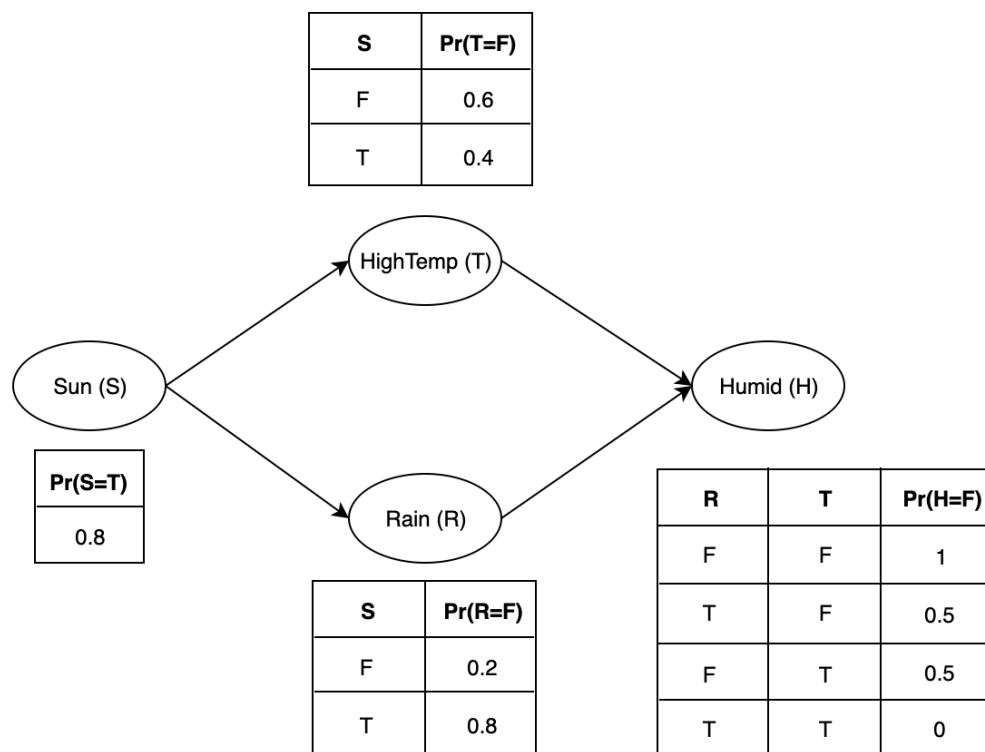 S Pr(T=F)
F 0.6
T 0.4
HighTemp (T)
Sun (S)
Humid (H)
Pr(S=T)
0.8
Rain (R)
S Pr(R=F)
F 0.2
T 0.8
R T Pr(H=F)
F F 1
T F 0.5
F T 0.5
T T 0